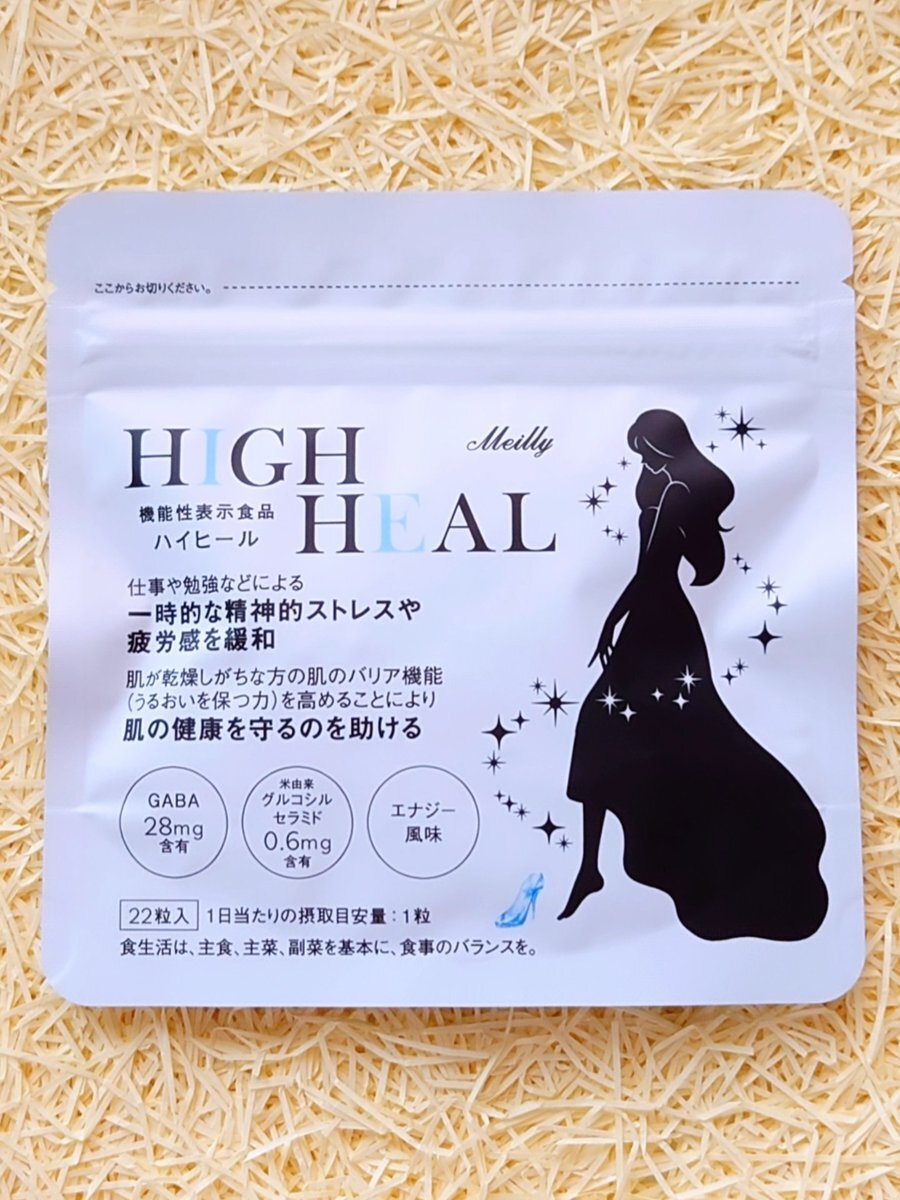 ここからお切りください。
HIGH
Meilly
機能性表示食品
ハイヒール
HEAL
仕事や勉強などによる
一時的な精神的ストレスや
疲労感を緩和
肌が乾燥しがちな方の肌のバリア機能
(うるおいを保つ力)を高めることにより
肌の健康を守るのを助ける
GABA
28mg
含有
米由来
グルコシル
セラミド
0.6mg
含有
エナジー
風味
22粒入 1日当たりの摂取目安量:1粒
食生活は、主食、主菜、副菜を基本に、食事のバランスを。